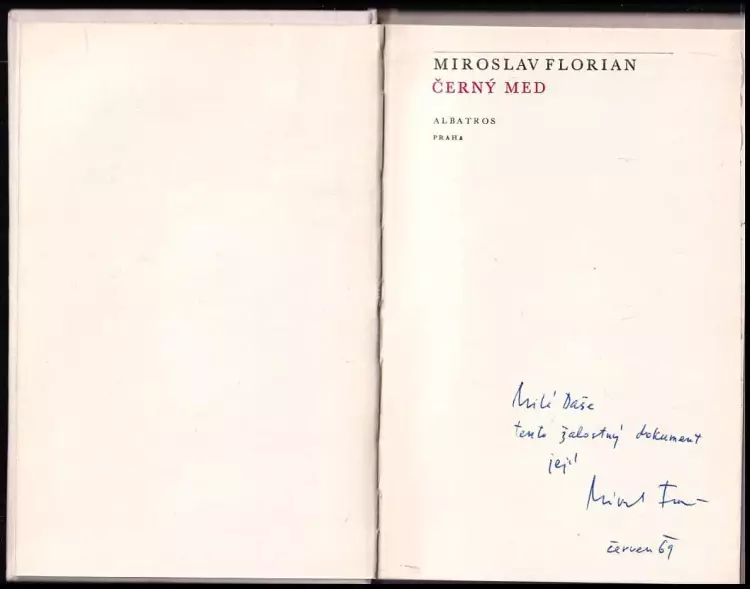 MIROSLAV FLORIAN
ČERNÝ MED
ALBATROS
PRAHA
Milé Daše
tento žalostný dokument
její
červen 69